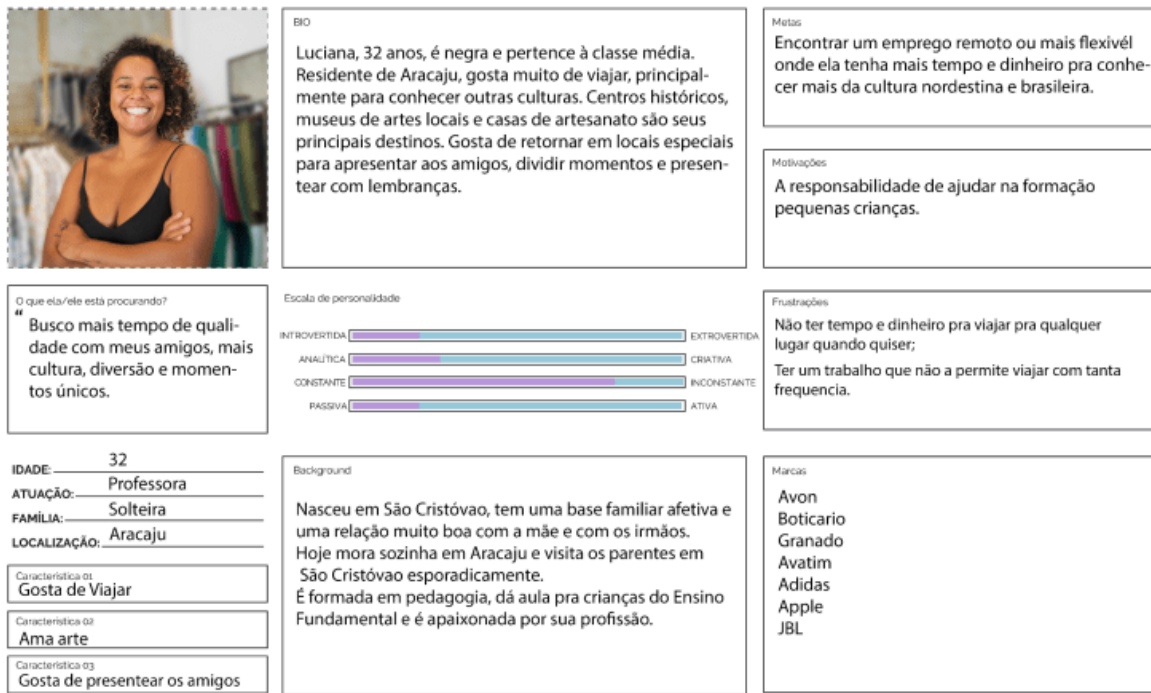 BIO
Luciana, 32 anos, é negra e pertence à classe média.
Residente de Aracaju, gosta muito de viajar, principal-
mente para conhecer outras culturas. Centros históricos,
museus de artes locais e casas de artesanato são seus
principais destinos. Gosta de retornar em locais especiais
para apresentar aos amigos, dividir momentos e presen-
tear com lembranças.
Metas
Encontrar um emprego remoto ou mais flexivél
onde ela tenha mais tempo e dinheiro pra conhe-
cer mais da cultura nordestina e brasileira.
Motivações
A responsabilidade de ajudar na formação
pequenas crianças.
O que ela/ele está procurando?
“ Busco mais tempo de quali-
dade com meus amigos, mais
cultura, diversão e momen-
tos únicos.
Escala de personalidade
INTROVERTIDA EXTROVERTIDA
ANALÍTICA CRIATIVA
CONSTANTE INCONSTANTE
PASSIVA ATIVA
Frustrações
Não ter tempo e dinheiro pra viajar pra qualquer
lugar quando quiser;
Ter um trabalho que não a permite viajar com tanta
frequencia.
IDADE: 32
ATUAÇÃO: Professora
FAMÍLIA: Solteira
LOCALIZAÇÃO: Aracaju
Caracteristica 01
Gosta de Viajar
Caracteristica 02
Ama arte
Caracteristica 03
Gosta de presentear os amigos
Background
Nasceu em São Cristóvao, tem uma base familiar afetiva e
uma relação muito boa com a mãe e com os irmãos.
Hoje mora sozinha em Aracaju e visita os parentes em
São Cristóvao esporadicamente.
É formada em pedagogia, dá aula pra crianças do Ensino
Fundamental e é apaixonada por sua profissão.
Marcas
Avon
Boticario
Granado
Avatim
Adidas
Apple
JBL